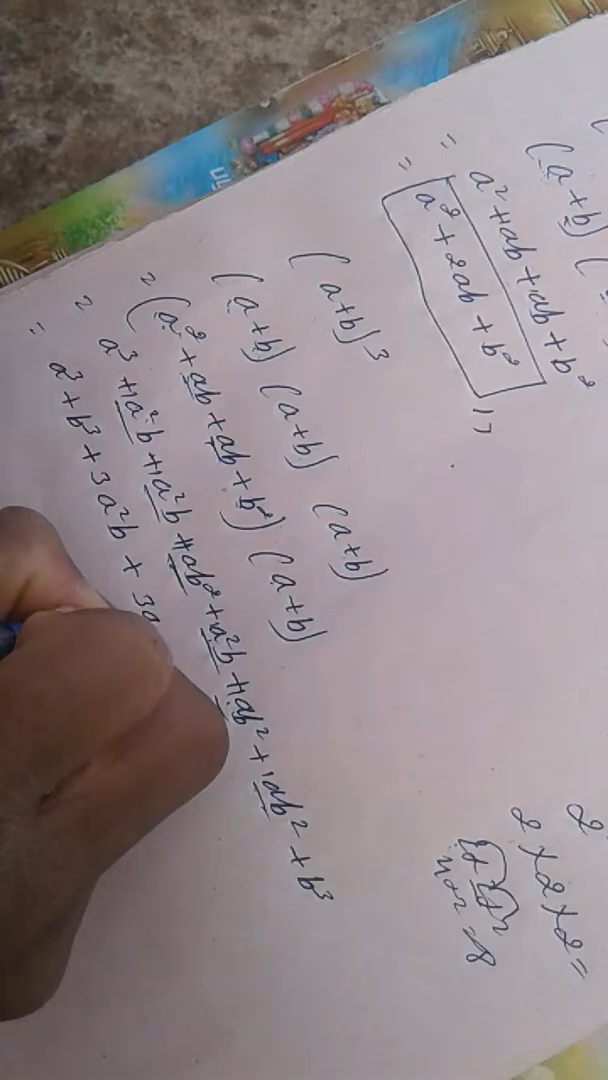 (a+b) (
= a² + ab + ab + b²
= a² + 2ab + b²
(a+b)³
(a+b) (a+b) (a+b)
= (a² + ab + ab + b²) (a+b)
= a³ + 1a²b + 1a²b + 1ab² + 1a²b + 1ab² + 1ab² + b³
= a³ + b³ + 3a²b + 3a
2
2×2×2=